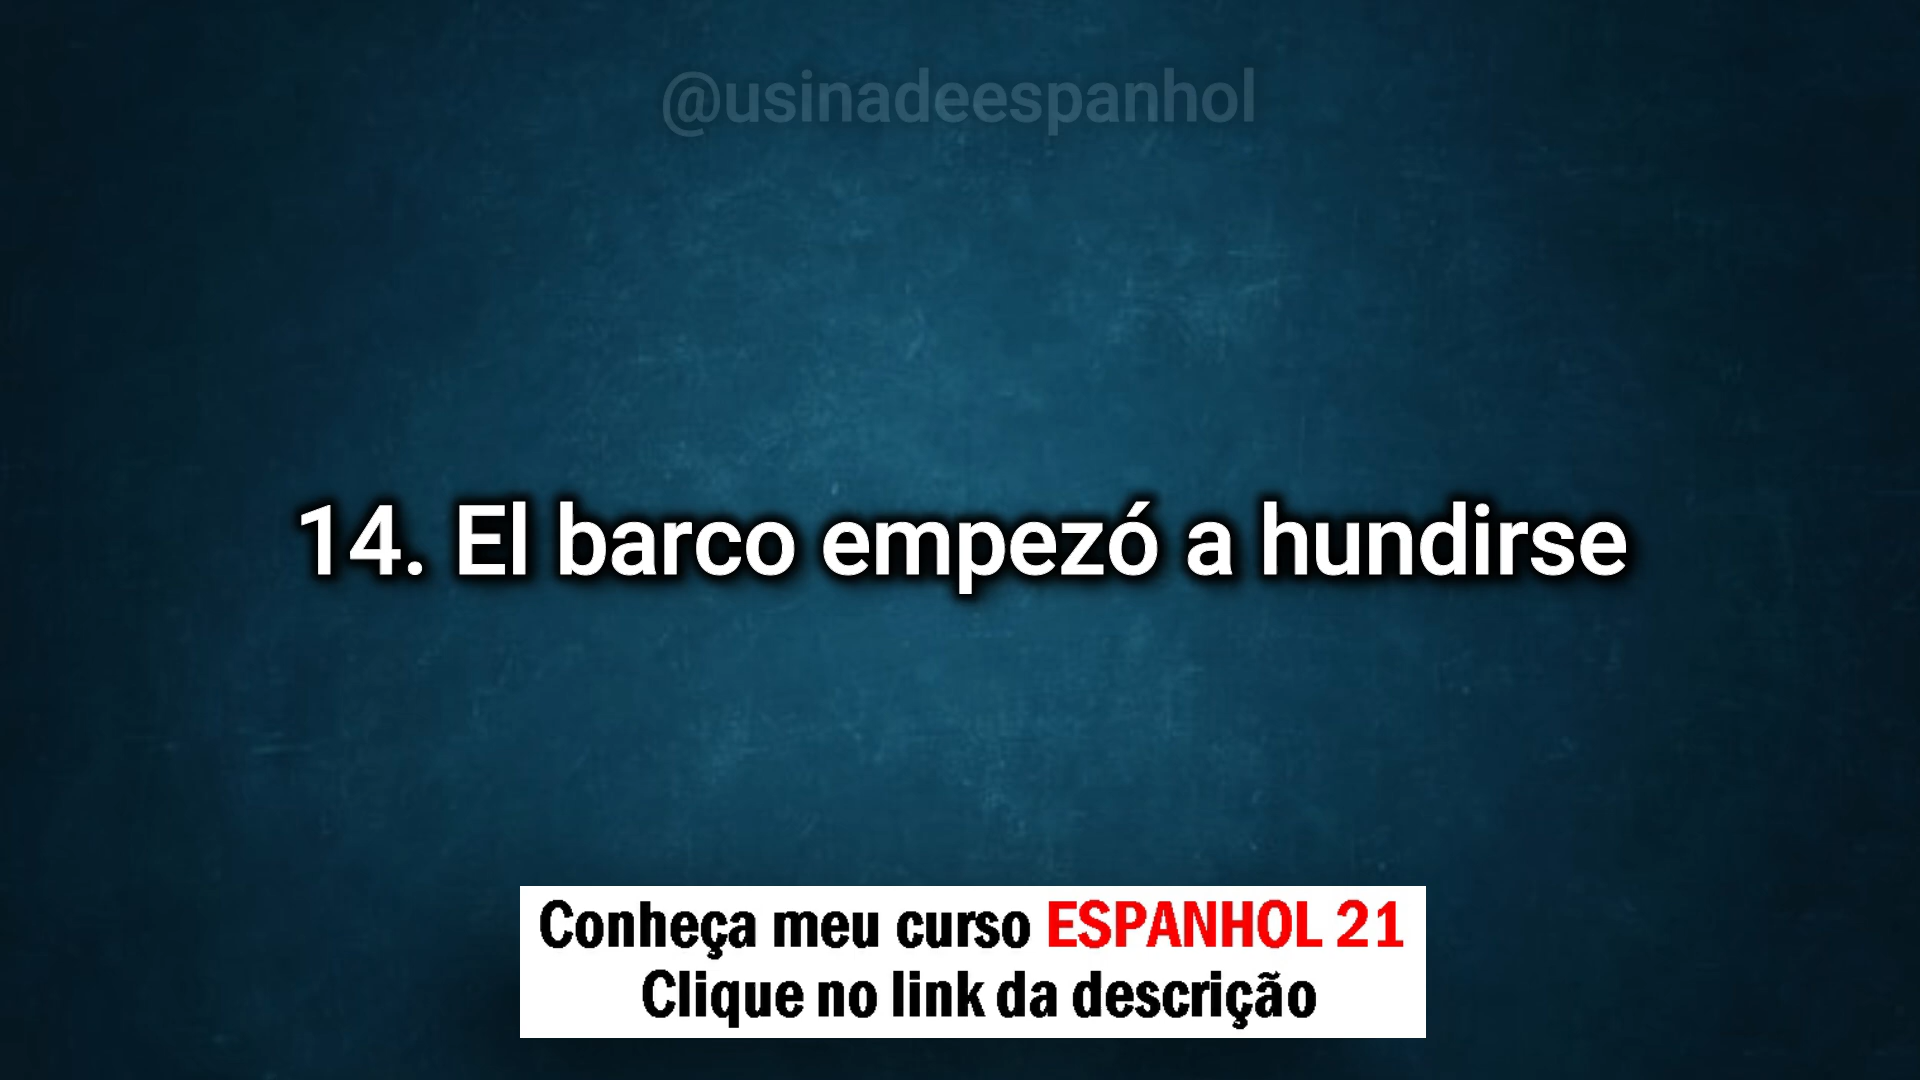 @usinadeespanhol
14. El barco empezó a hundirse
Conheça meu curso ESPANHOL 21
Clique no link da descrição